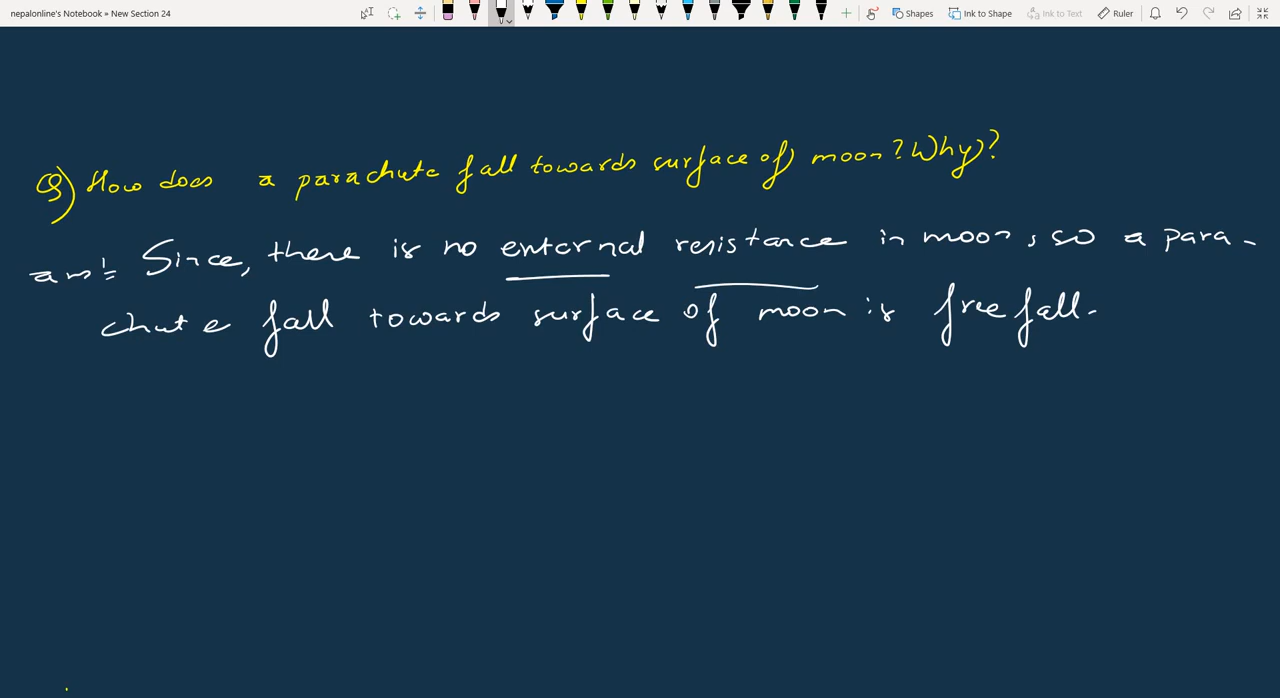 nepalonline's Notebook » New Section 24
Shapes Ink to Shape Ink to Text Ruler
Q) How does a parachute fall towards surface of moon? Why?
ans:= Since, there is no enternal resistance in moon, so a para-
chute fall towards surface of moon is free fall.